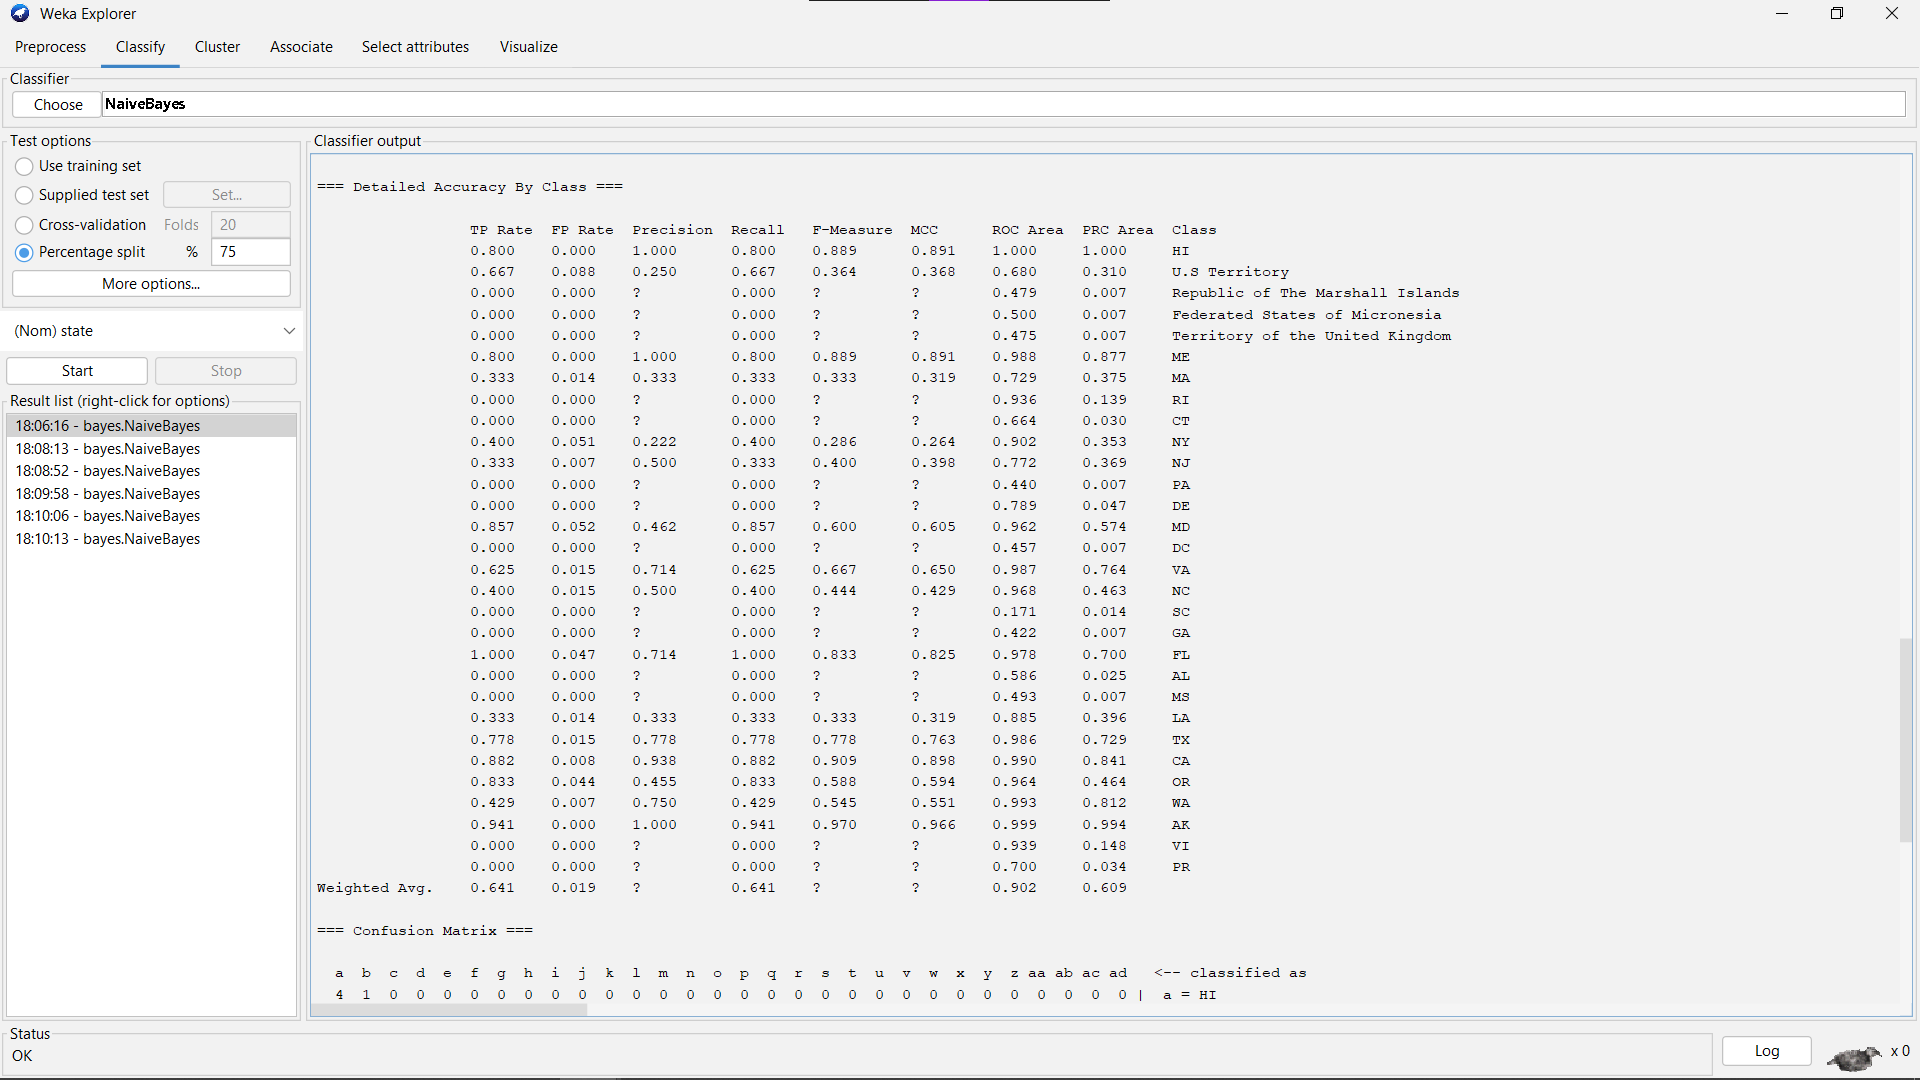 Weka Explorer
Preprocess Classify Cluster Associate Select attributes Visualize
Classifier
Choose NaiveBayes
Test options
Use training set
Supplied test set Set...
Cross-validation Folds 20
Percentage split % 75
More options...
(Nom) state
Start Stop
Result list (right-click for options)
18:06:16 - bayes.NaiveBayes
18:08:13 - bayes.NaiveBayes
18:08:52 - bayes.NaiveBayes
18:09:58 - bayes.NaiveBayes
18:10:06 - bayes.NaiveBayes
18:10:13 - bayes.NaiveBayes
Classifier output
=== Detailed Accuracy By Class ===
TP Rate FP Rate Precision Recall F-Measure MCC ROC Area PRC Area Class
0.800 0.000 1.000 0.800 0.889 0.891 1.000 1.000 HI
0.667 0.088 0.250 0.667 0.364 0.368 0.680 0.310 U.S Territory
0.000 0.000 ? 0.000 ? ? 0.479 0.007 Republic of The Marshall Islands
0.000 0.000 ? 0.000 ? ? 0.500 0.007 Federated States of Micronesia
0.000 0.000 ? 0.000 ? ? 0.475 0.007 Territory of the United Kingdom
0.800 0.000 1.000 0.800 0.889 0.891 0.988 0.877 ME
0.333 0.014 0.333 0.333 0.333 0.319 0.729 0.375 MA
0.000 0.000 ? 0.000 ? ? 0.936 0.139 RI
0.000 0.000 ? 0.000 ? ? 0.664 0.030 CT
0.400 0.051 0.222 0.400 0.286 0.264 0.902 0.353 NY
0.333 0.007 0.500 0.333 0.400 0.398 0.772 0.369 NJ
0.000 0.000 ? 0.000 ? ? 0.440 0.007 PA
0.000 0.000 ? 0.000 ? ? 0.789 0.047 DE
0.857 0.052 0.462 0.857 0.600 0.605 0.962 0.574 MD
0.000 0.000 ? 0.000 ? ? 0.457 0.007 DC
0.625 0.015 0.714 0.625 0.667 0.650 0.987 0.764 VA
0.400 0.015 0.500 0.400 0.444 0.429 0.968 0.463 NC
0.000 0.000 ? 0.000 ? ? 0.171 0.014 SC
0.000 0.000 ? 0.000 ? ? 0.422 0.007 GA
1.000 0.047 0.714 1.000 0.833 0.825 0.978 0.700 FL
0.000 0.000 ? 0.000 ? ? 0.586 0.025 AL
0.000 0.000 ? 0.000 ? ? 0.493 0.007 MS
0.333 0.014 0.333 0.333 0.333 0.319 0.885 0.396 LA
0.778 0.015 0.778 0.778 0.778 0.763 0.986 0.729 TX
0.882 0.008 0.938 0.882 0.909 0.898 0.990 0.841 CA
0.833 0.044 0.455 0.833 0.588 0.594 0.964 0.464 OR
0.429 0.007 0.750 0.429 0.545 0.551 0.993 0.812 WA
0.941 0.000 1.000 0.941 0.970 0.966 0.999 0.994 AK
0.000 0.000 ? 0.000 ? ? 0.939 0.148 VI
0.000 0.000 ? 0.000 ? ? 0.700 0.034 PR
Weighted Avg. 0.641 0.019 ? 0.641 ? ? 0.902 0.609
=== Confusion Matrix ===
a b c d e f g h i j k l m n o p q r s t u v w x y z aa ab ac ad <-- classified as
4 1 0 0 0 0 0 0 0 0 0 0 0 0 0 0 0 0 0 0 0 0 0 0 0 0 0 0 0 0 | a = HI
Status
OK
Log x 0